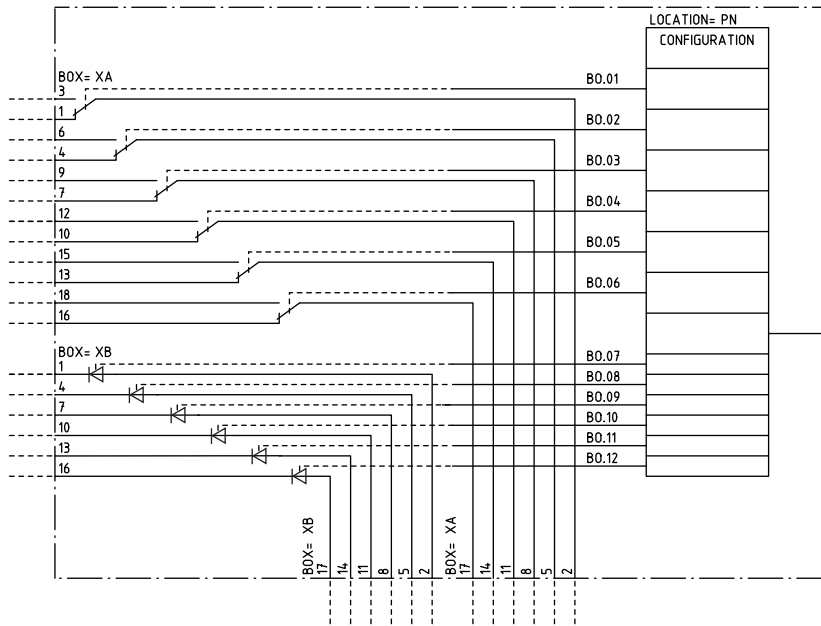 LOCATION= PN
CONFIGURATION
BOX= XA
3
BO.01
1
6
BO.02
4
9
BO.03
7
12
BO.04
10
15
BO.05
13
18
BO.06
16
BOX= XB
1
BO.07
4
BO.08
7
BO.09
10
BO.10
13
BO.11
16
BO.12
BOX= XB
17
14
11
8
5
2
BOX= XA
17
14
11
8
5
2